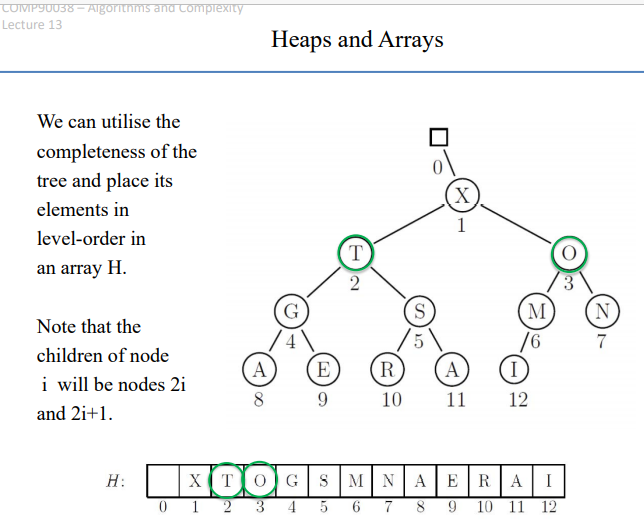 COMP90038 – Algorithms and Complexity
Lecture 13
Heaps and Arrays
We can utilise the
completeness of the
tree and place its
elements in
level-order in
an array H.
Note that the
children of node
i will be nodes 2i
and 2i+1.
0
X
1
T O
2 3
G S M N
4 5 6 7
A E R A I
8 9 10 11 12
H: X T O G S M N A E R A I
0 1 2 3 4 5 6 7 8 9 10 11 12